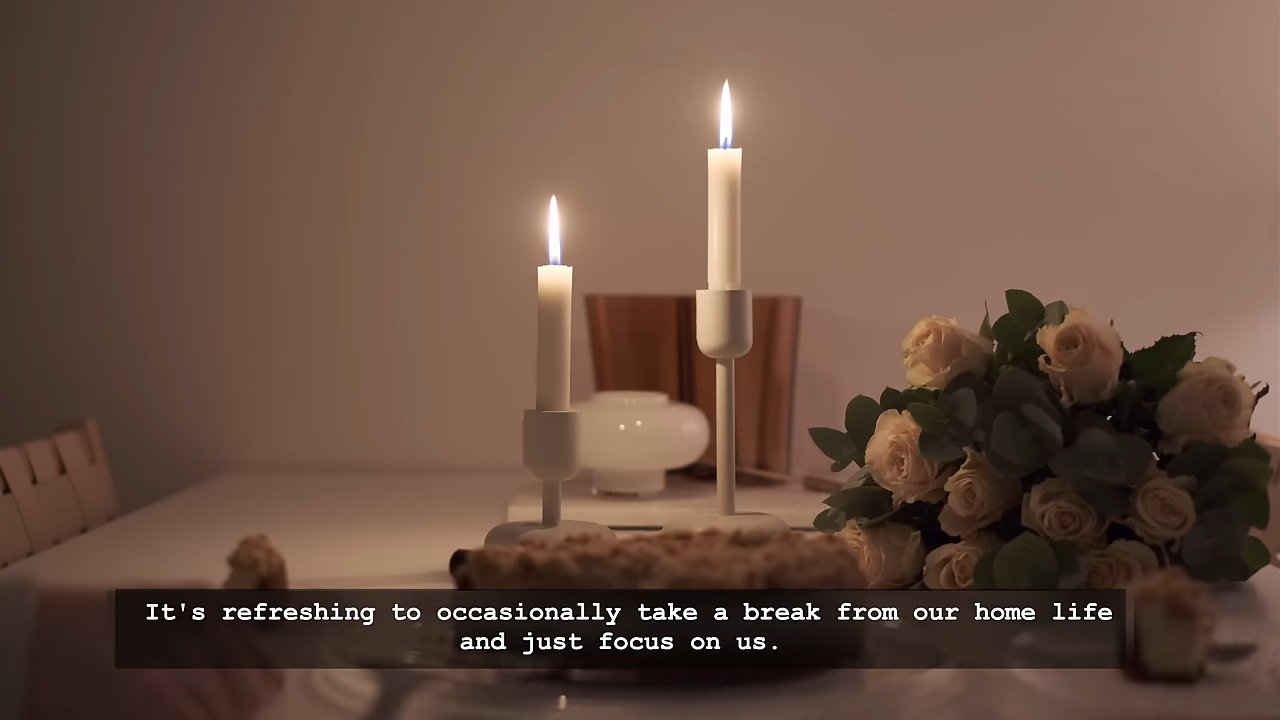 It's refreshing to occasionally take a break from our home life
and just focus on us.